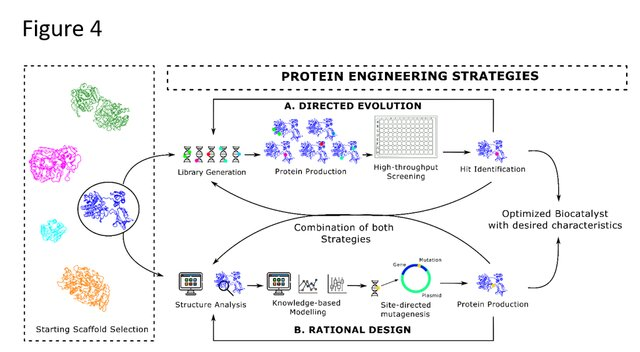 Figure 4
PROTEIN ENGINEERING STRATEGIES
A. DIRECTED EVOLUTION
Library Generation
Protein Production
High-throughput
Screening
Hit Identification
Combination of both
Strategies
Optimized Biocatalyst
with desired characteristics
Structure Analysis
Knowledge-based
Modelling
Gene
Mutation
Plasmid
Site-directed
mutagenesis
Protein Production
Starting Scaffold Selection
B. RATIONAL DESIGN